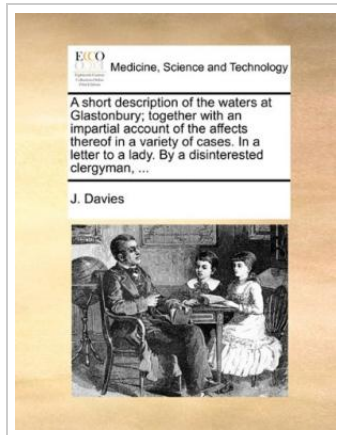 ECCO
Medicine, Science and Technology
A short description of the waters at
Glastonbury; together with an
impartial account of the affects
thereof in a variety of cases. In a
letter to a lady. By a disinterested
clergyman, ...
J. Davies